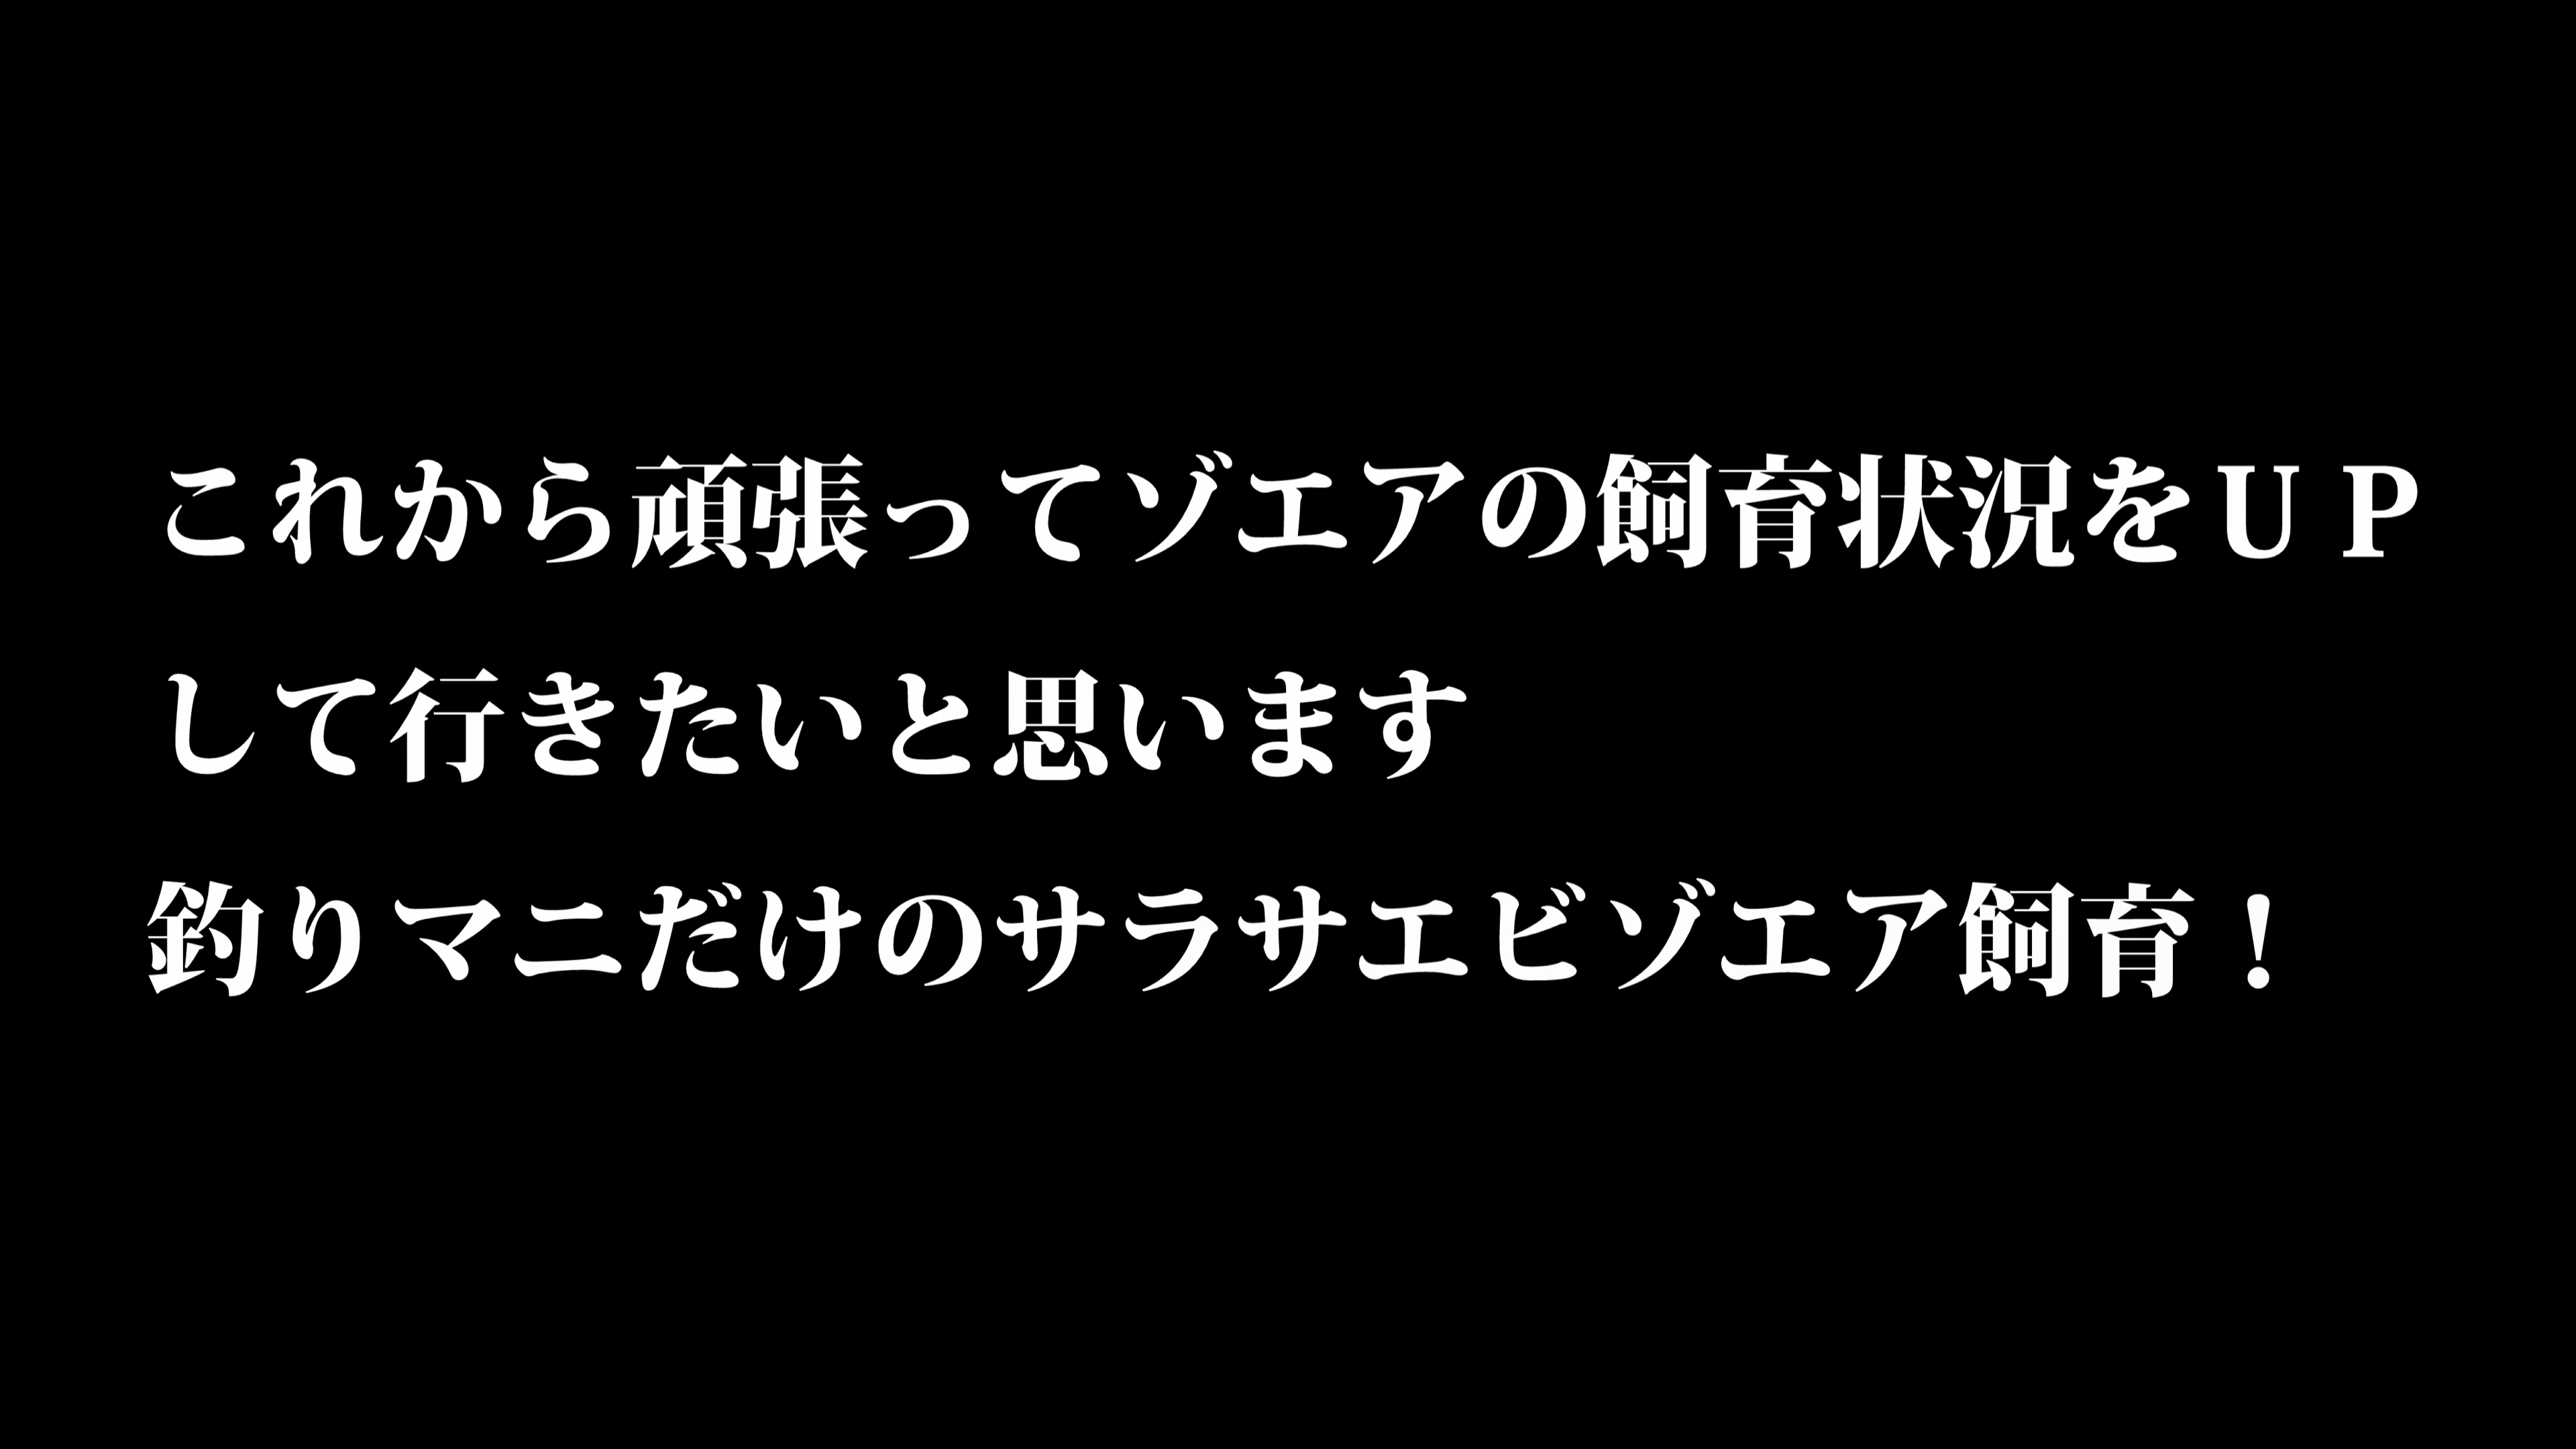 これから頑張ってゾエアの飼育状況をＵＰ
して行きたいと思います
釣りマニだけのサラサエビゾエア飼育！